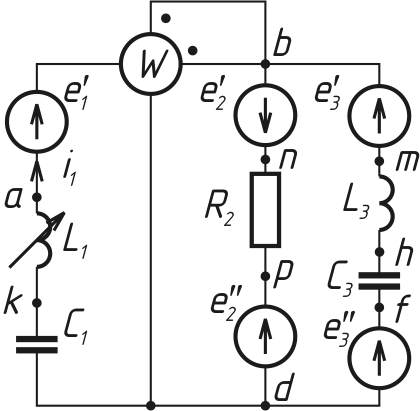 W
b
e′₁
e′₂
e′₃
i₁
n
m
a
R₂
L₃
L₁
h
p
C₃
k
e″₂
f
C₁
e″₃
d